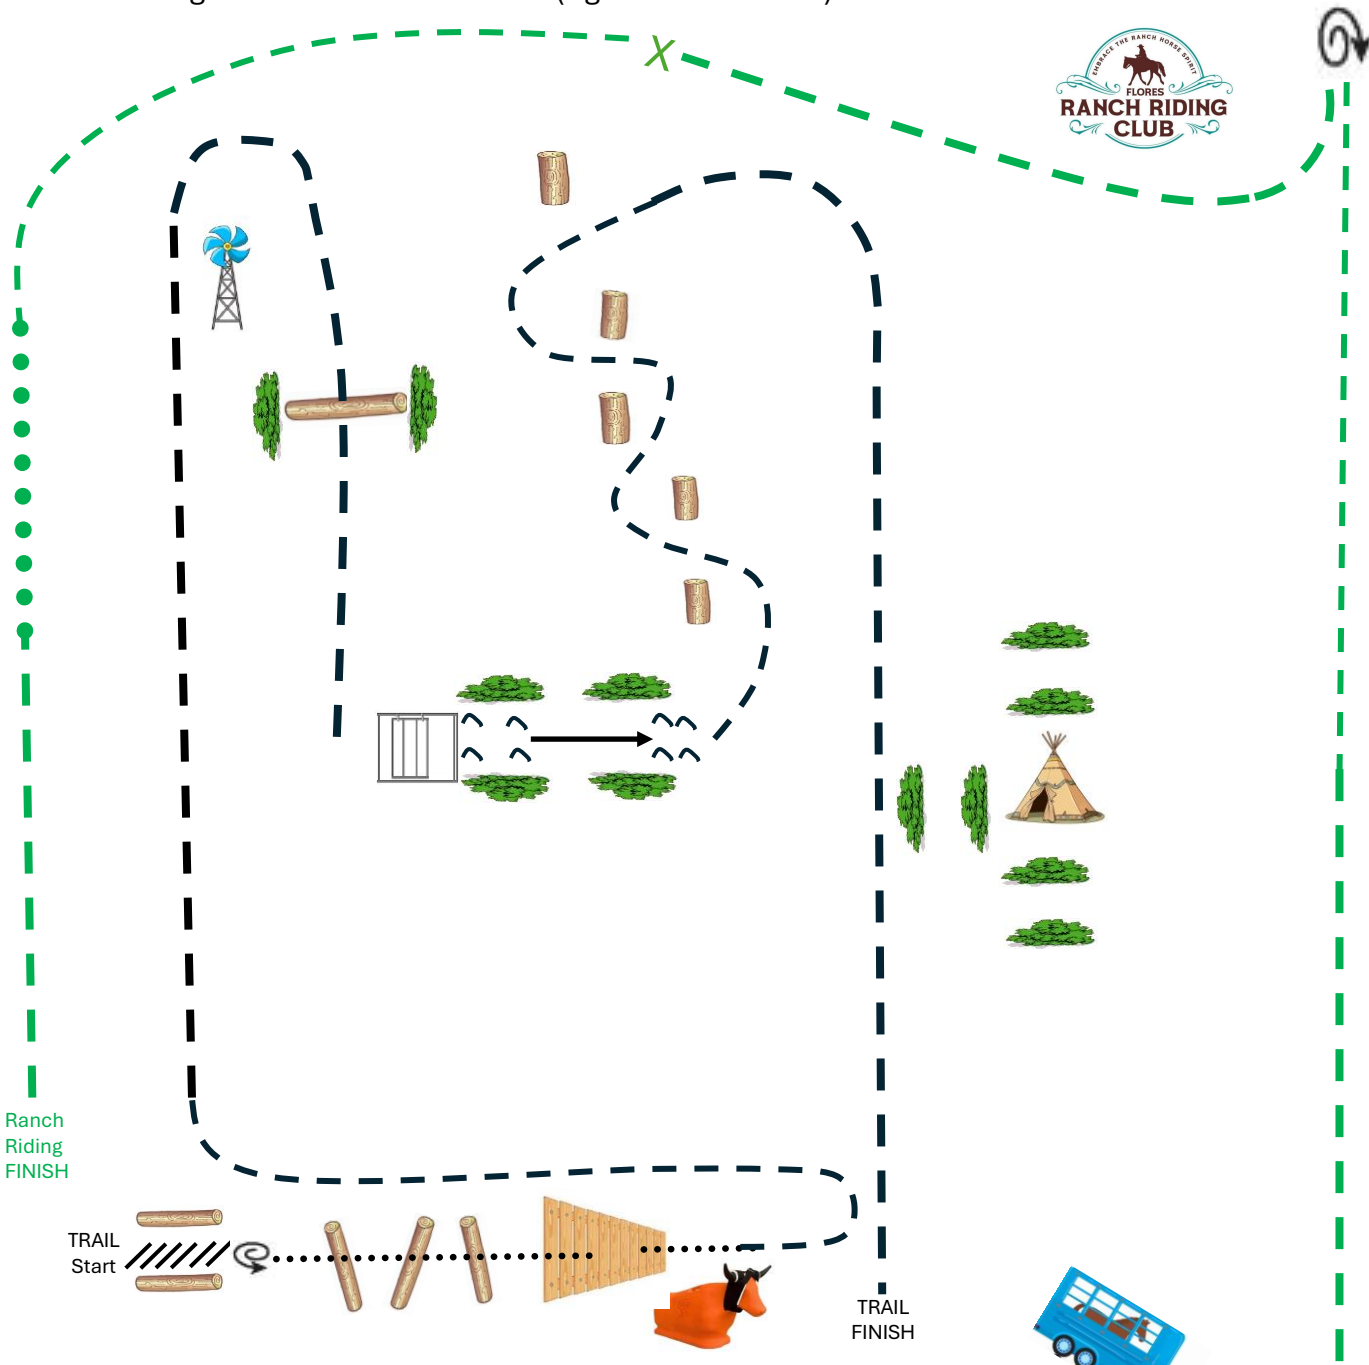 X
EMBRACE THE RANCH HORSE SPIRIT
FLORES
RANCH RIDING
CLUB
Ranch
Riding
FINISH
TRAIL
Start
TRAIL
FINISH